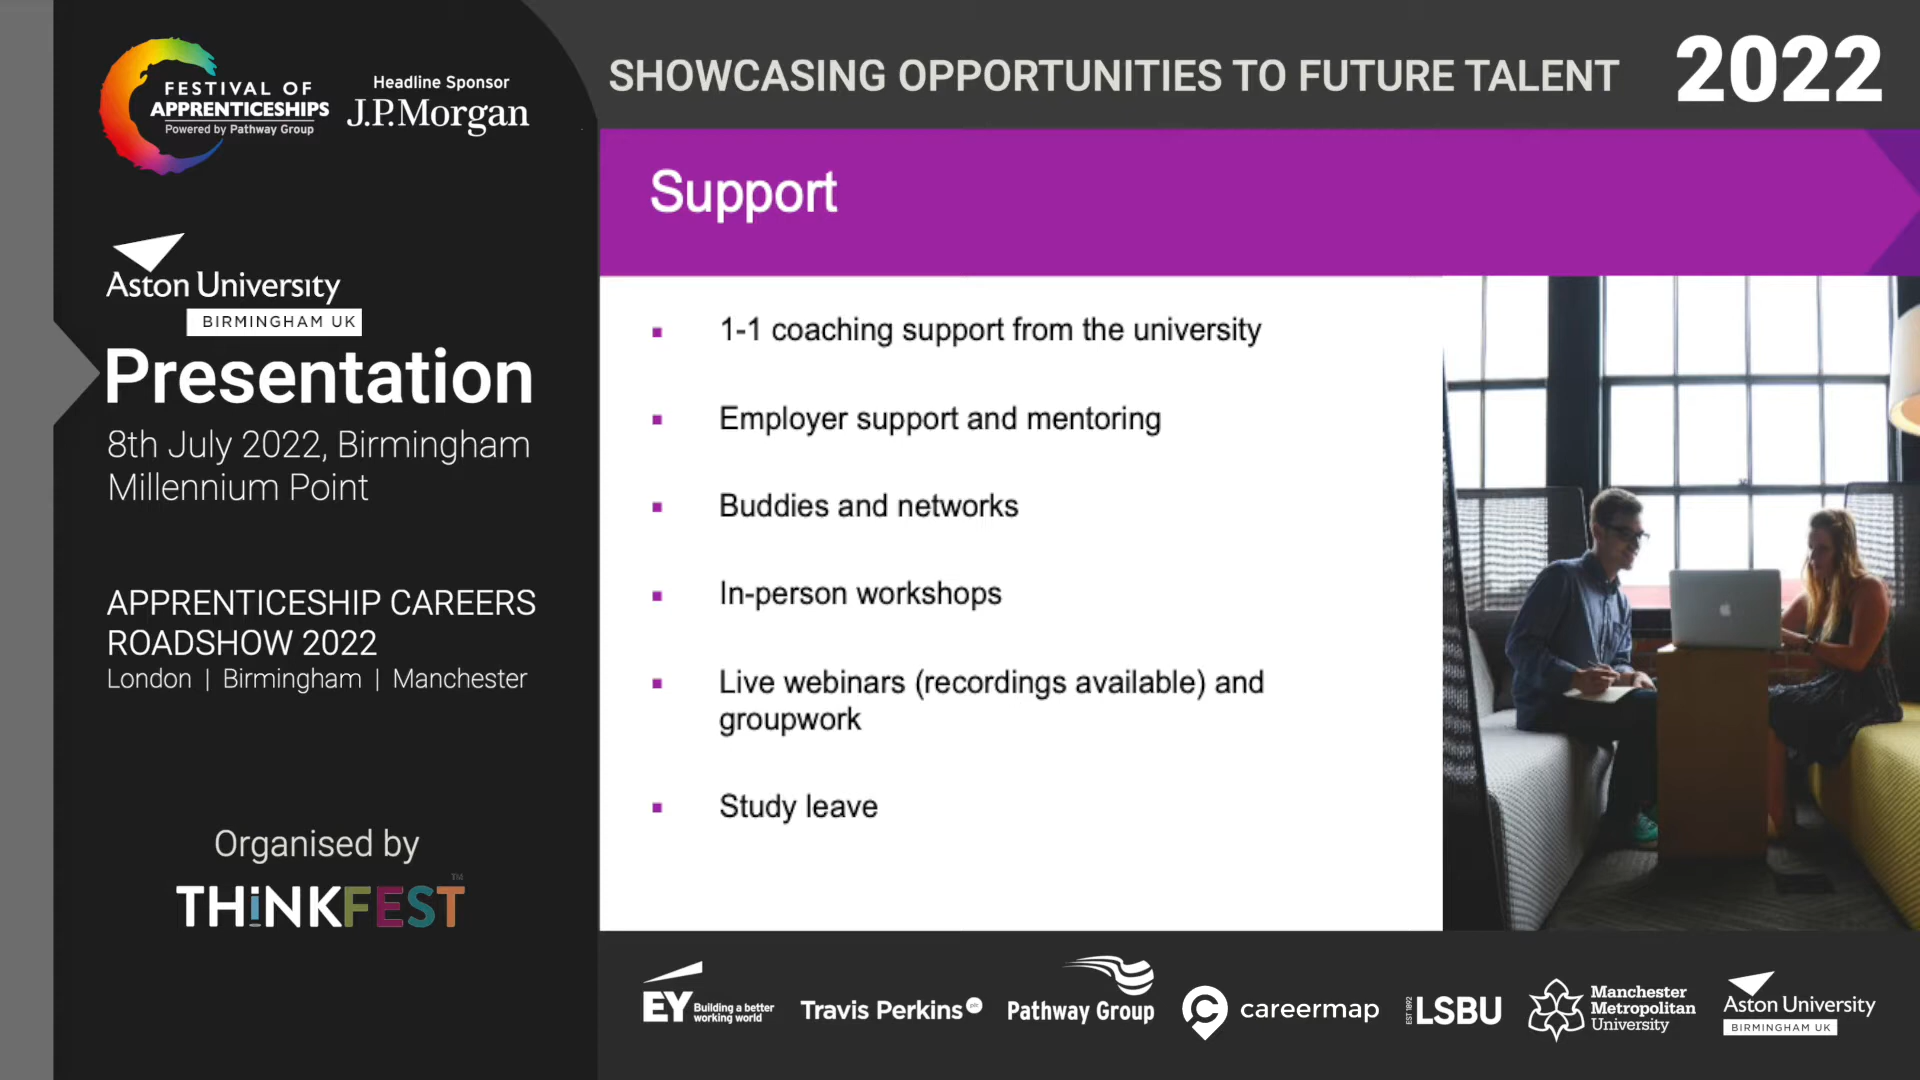 FESTIVAL OF
APPRENTICESHIPS
Powered by Pathway Group
Headline Sponsor
J.P.Morgan
SHOWCASING OPPORTUNITIES TO FUTURE TALENT
2022
Aston University
BIRMINGHAM UK
Presentation
8th July 2022, Birmingham
Millennium Point
APPRENTICESHIP CAREERS
ROADSHOW 2022
London | Birmingham | Manchester
Organised by
THiNKFEST
TM
Support
1-1 coaching support from the university
Employer support and mentoring
Buddies and networks
In-person workshops
Live webinars (recordings available) and
groupwork
Study leave
EY
Building a better
working world
Travis Perkins plc
Pathway Group
careermap
EST 1892
LSBU
Manchester
Metropolitan
University
Aston University
BIRMINGHAM UK